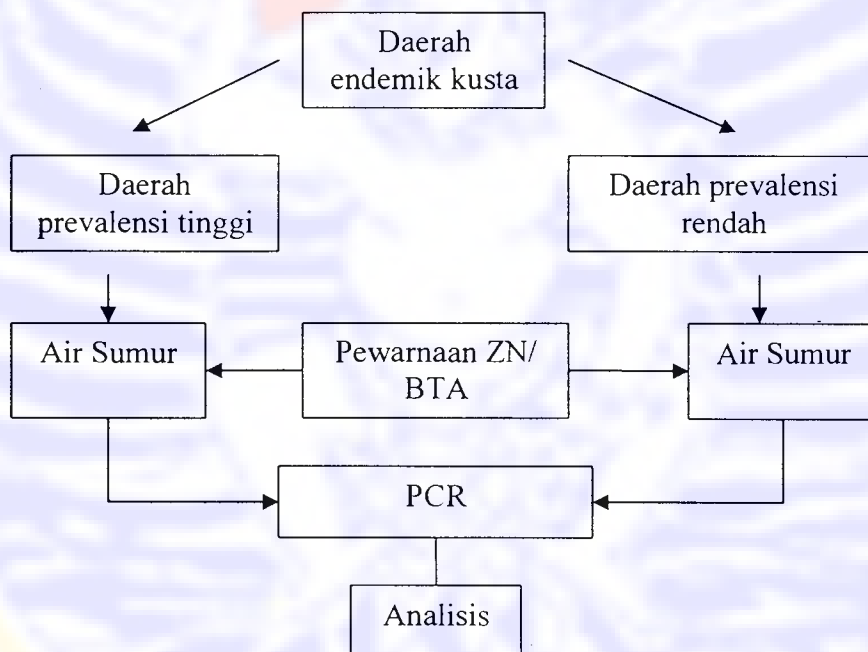 Daerah
endemik kusta
Daerah
prevalensi tinggi
Daerah prevalensi
rendah
Air Sumur
Pewarnaan ZN/
BTA
Air Sumur
PCR
Analisis